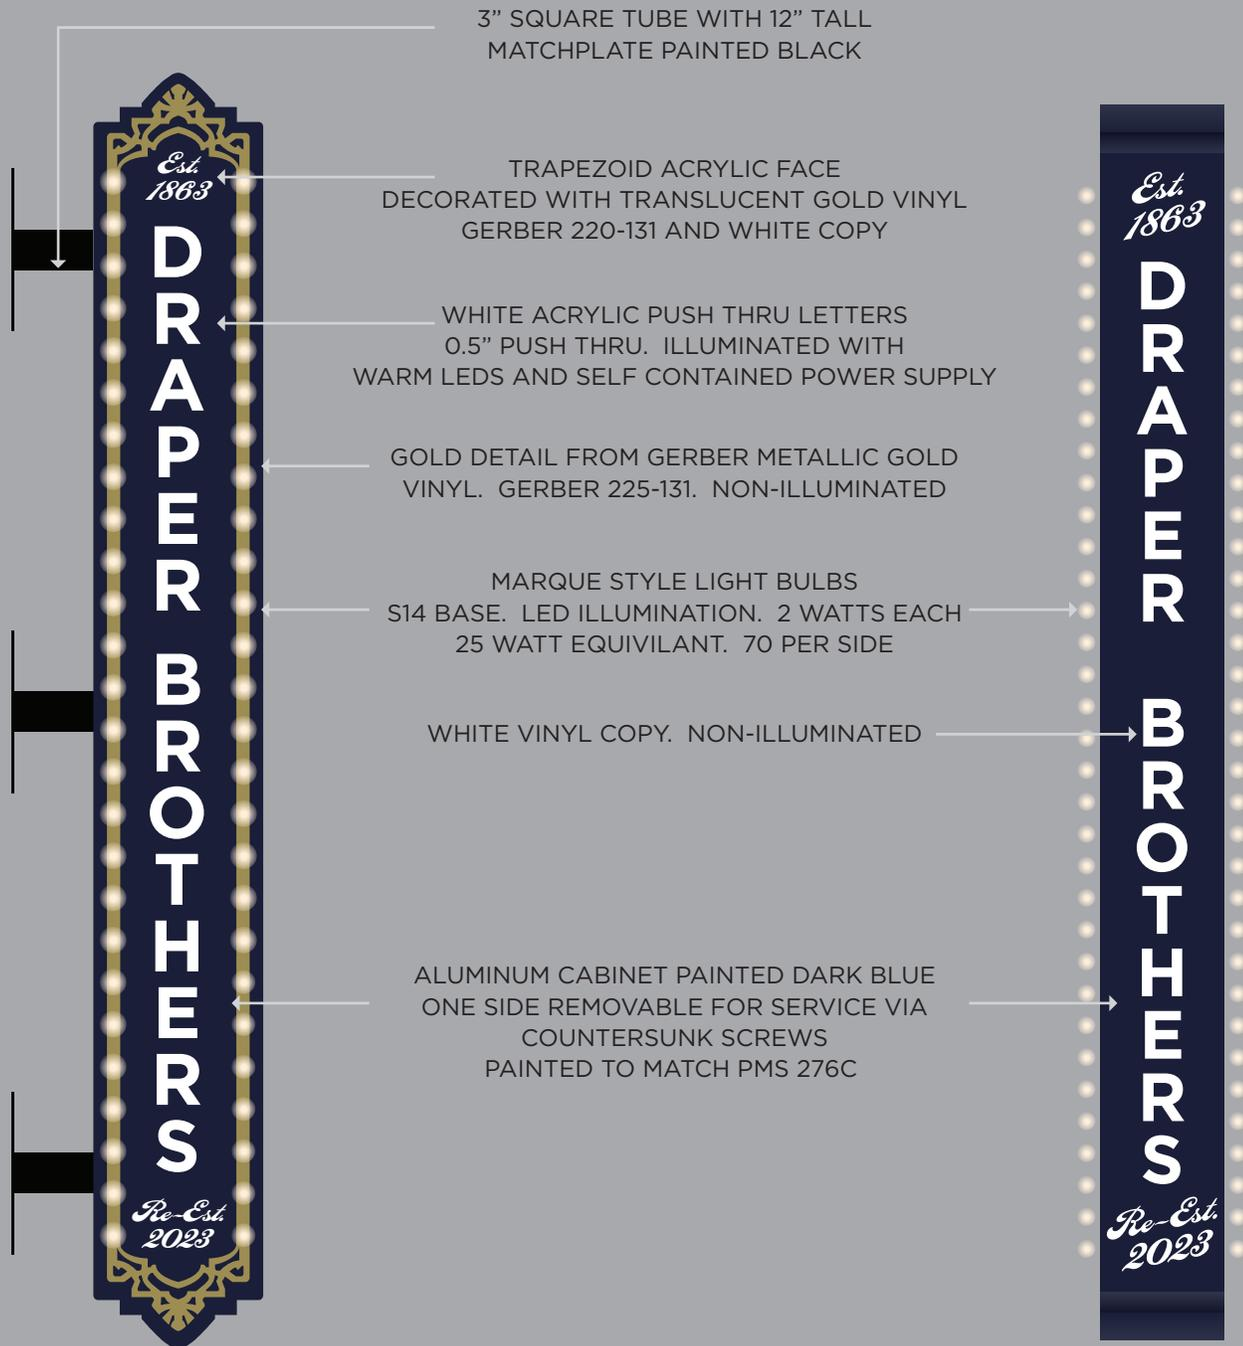 3” SQUARE TUBE WITH 12” TALL
MATCHPLATE PAINTED BLACK
Est.
1863
D
R
A
P
E
R
B
R
O
T
H
E
R
S
Re-Est.
2023
TRAPEZOID ACRYLIC FACE
DECORATED WITH TRANSLUCENT GOLD VINYL
GERBER 220-131 AND WHITE COPY
WHITE ACRYLIC PUSH THRU LETTERS
0.5” PUSH THRU.  ILLUMINATED WITH
WARM LEDS AND SELF CONTAINED POWER SUPPLY
GOLD DETAIL FROM GERBER METALLIC GOLD
VINYL.  GERBER 225-131.  NON-ILLUMINATED
MARQUE STYLE LIGHT BULBS
S14 BASE.  LED ILLUMINATION.  2 WATTS EACH
25 WATT EQUIVILANT.  70 PER SIDE
WHITE VINYL COPY.  NON-ILLUMINATED
ALUMINUM CABINET PAINTED DARK BLUE
ONE SIDE REMOVABLE FOR SERVICE VIA
COUNTERSUNK SCREWS
PAINTED TO MATCH PMS 276C
Est.
1863
D
R
A
P
E
R
B
R
O
T
H
E
R
S
Re-Est.
2023